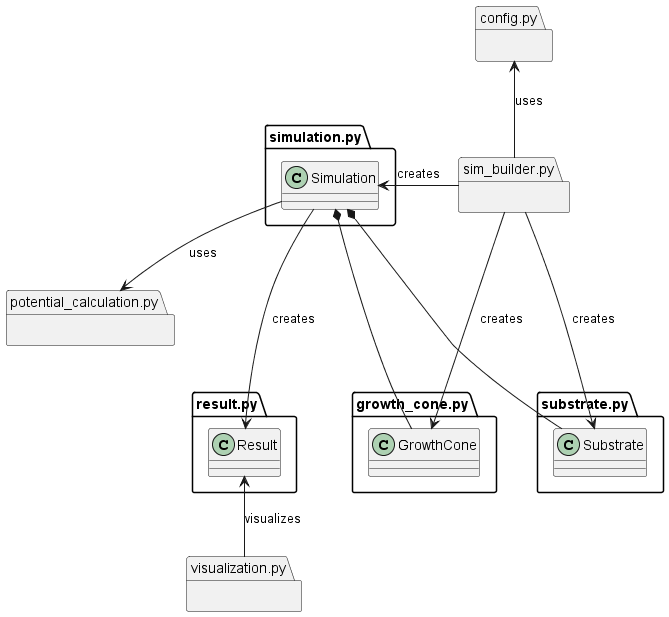 config.py
uses
simulation.py
C Simulation
creates
sim_builder.py
uses
potential_calculation.py
creates
creates
creates
result.py
C Result
growth_cone.py
C GrowthCone
substrate.py
C Substrate
visualizes
visualization.py